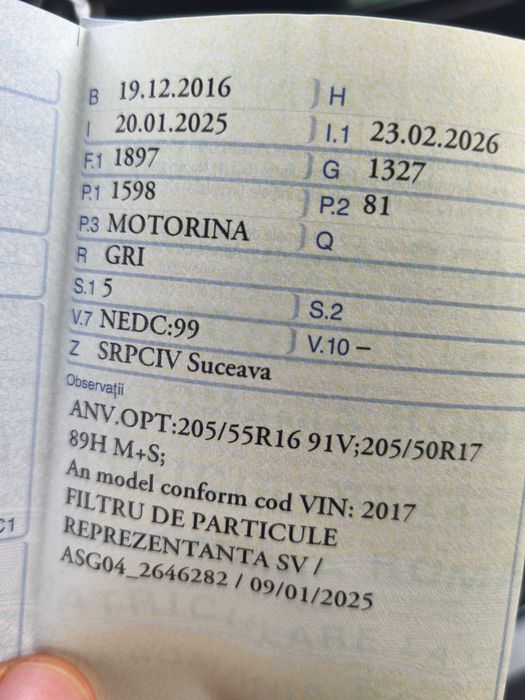 B 19.12.2016 H
I 20.01.2025 I.1 23.02.2026
F.1 1897 G 1327
P.1 1598 P.2 81
P.3 MOTORINA Q
R GRI
S.1 5 S.2
V.7 NEDC:99 V.10 –
Z SRPCIV Suceava
Observații
ANV.OPT:205/55R16 91V;205/50R17
89H M+S;
An model conform cod VIN: 2017
FILTRU DE PARTICULE
REPREZENTANTA SV /
ASG04_2646282 / 09/01/2025
C1